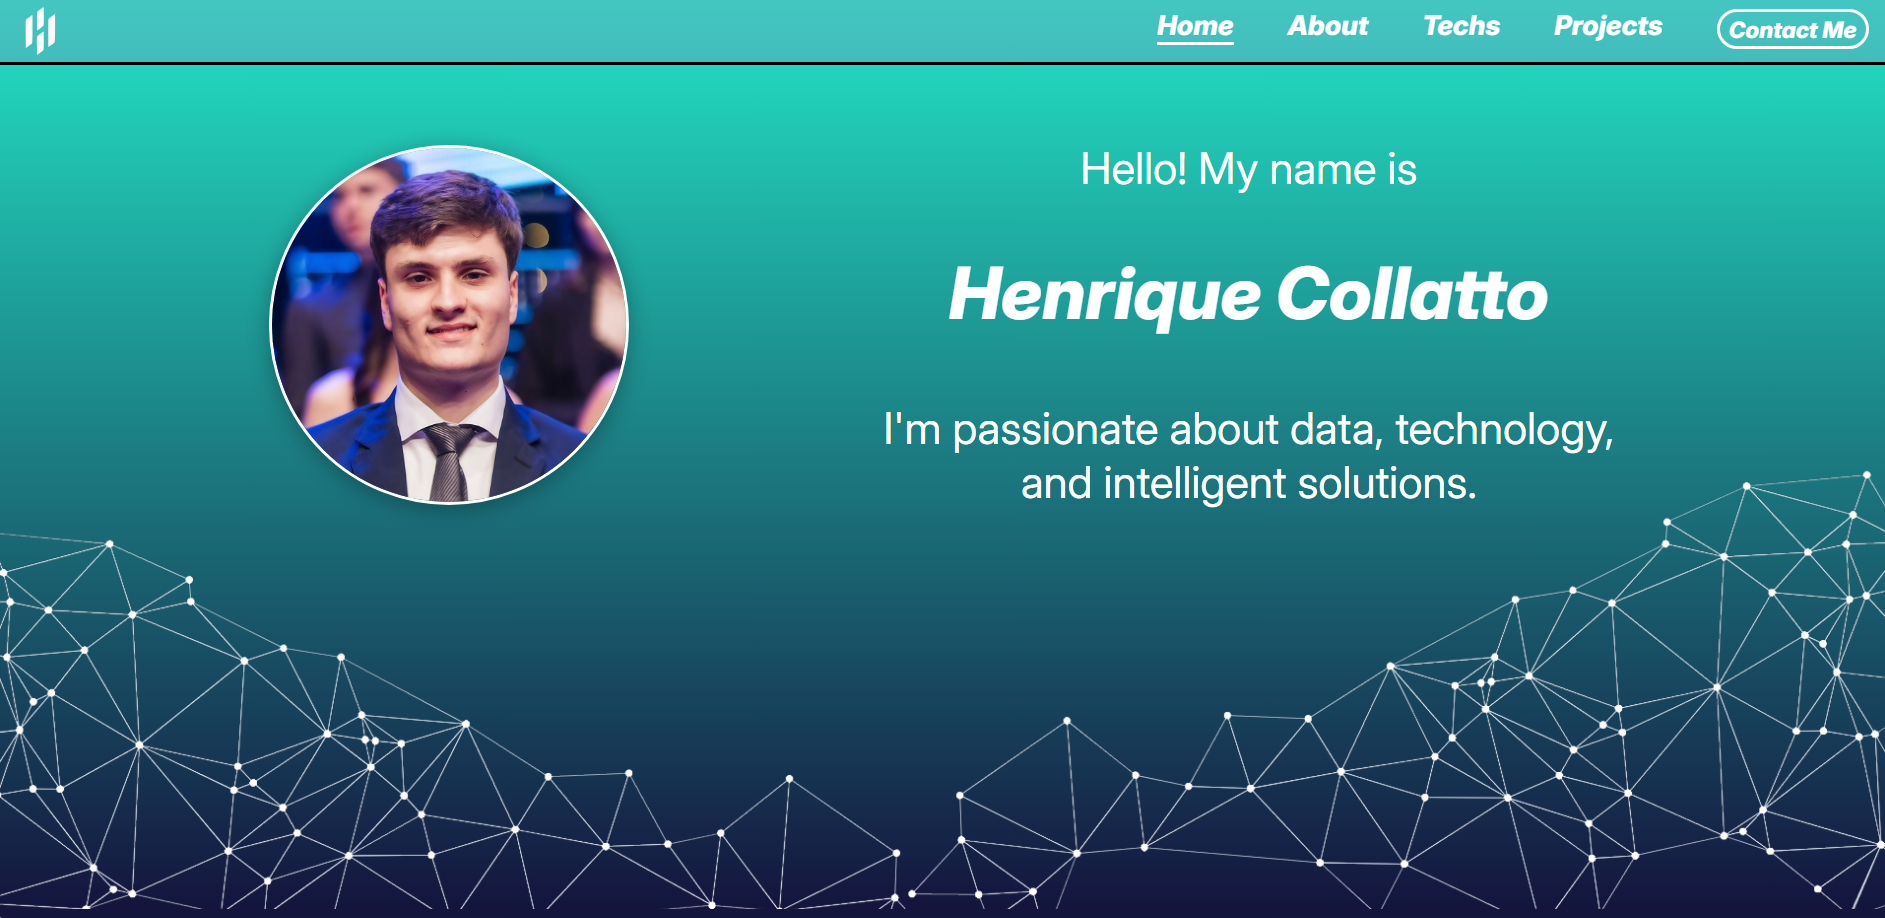 Home
About
Techs
Projects
Contact Me
Hello! My name is
Henrique Collatto
I'm passionate about data, technology,
and intelligent solutions.